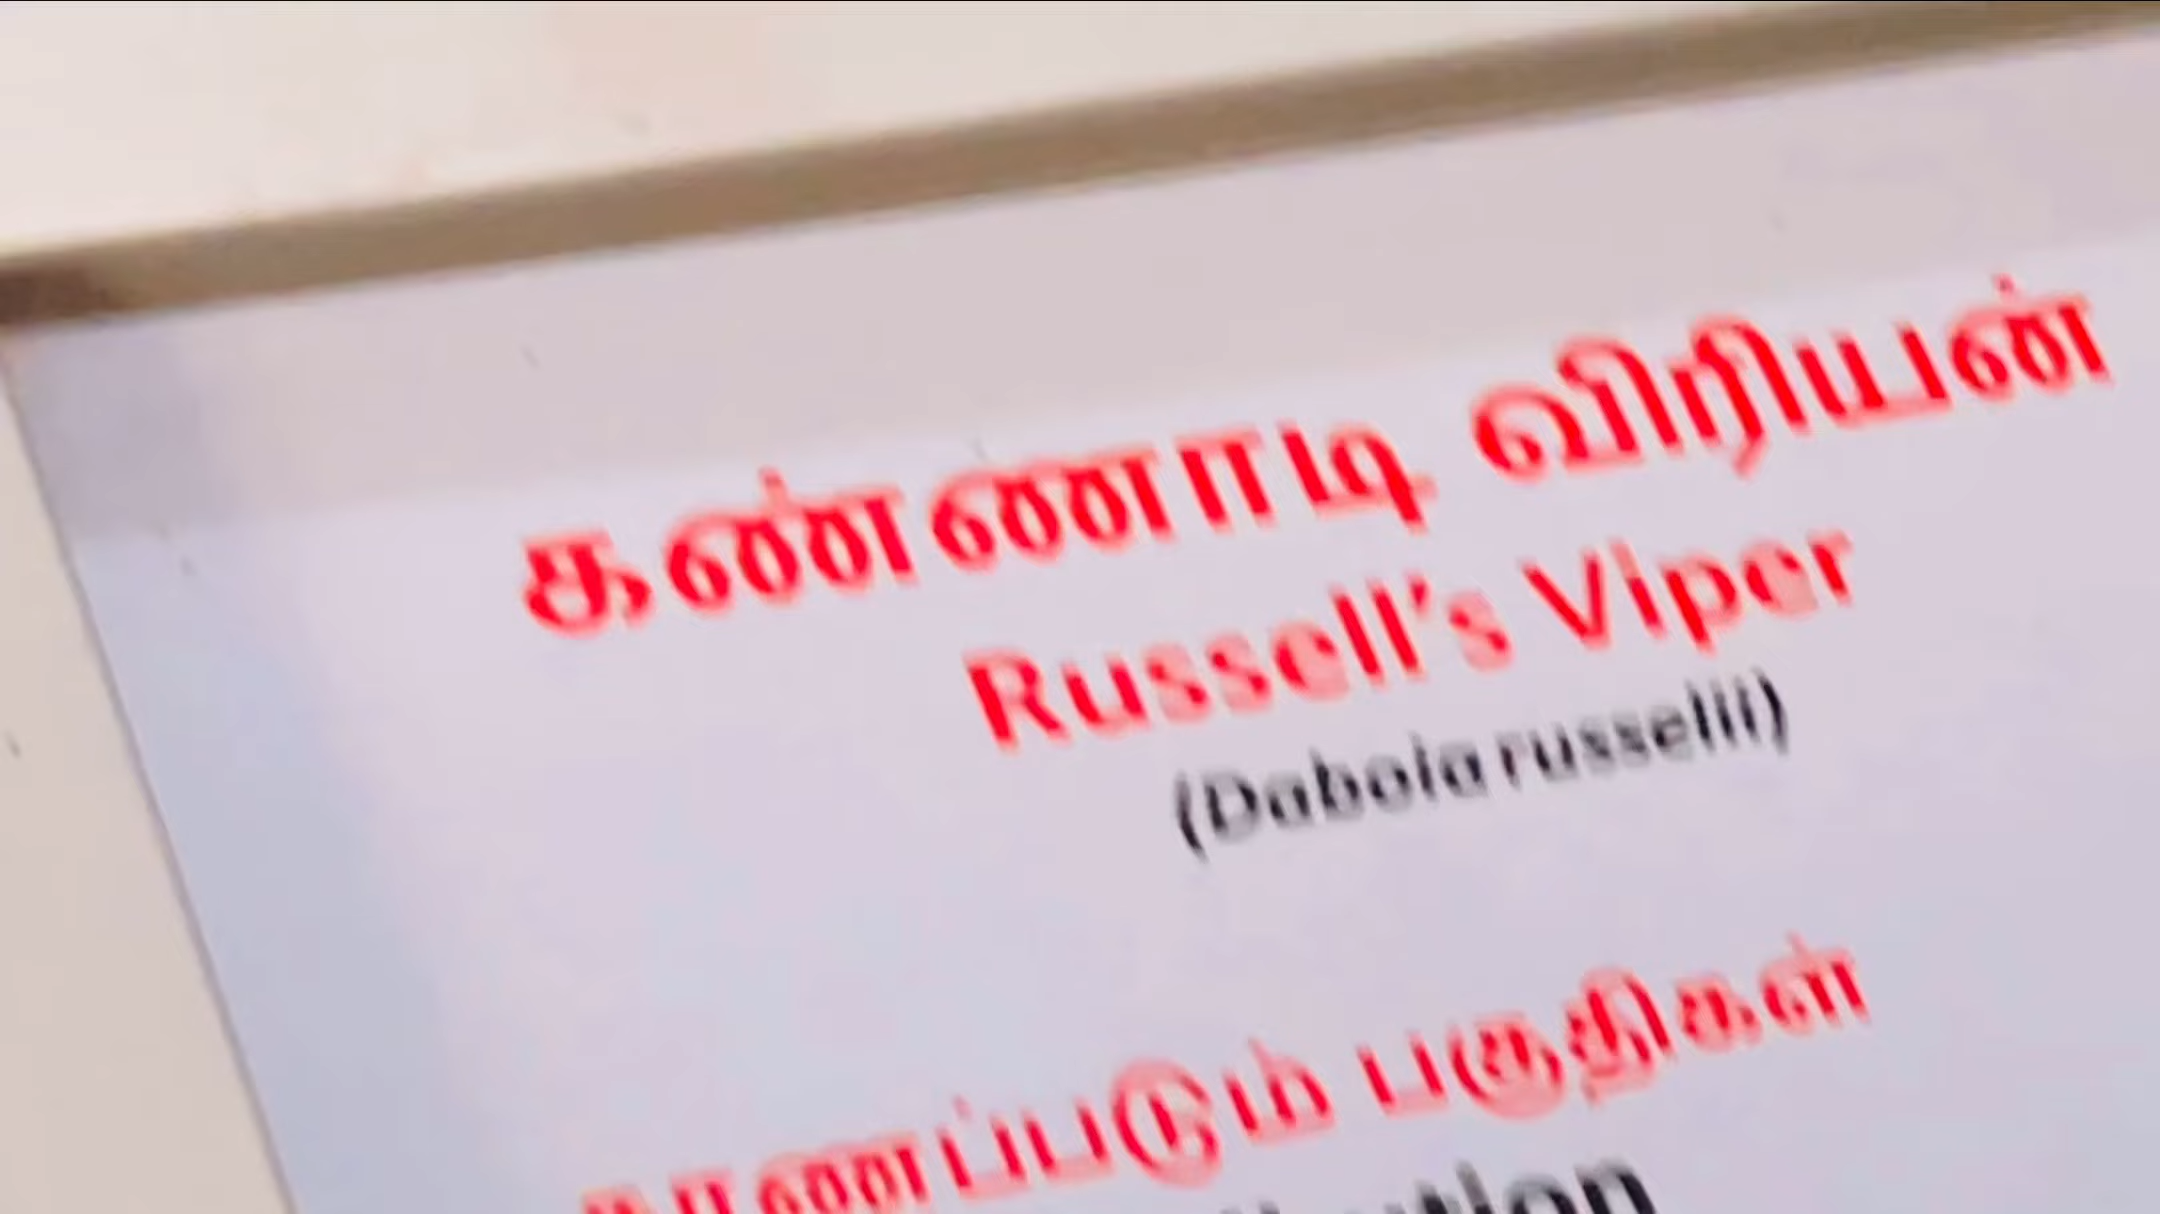 கண்ணாடி விரியன்
Russell's Viper
(Daboia russelii)
காணப்படும் பகுதிகள்